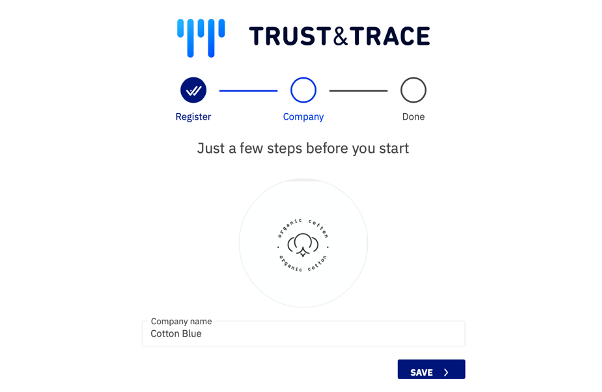 TRUST&TRACE
Register
Company
Done
Just a few steps before you start
organic cotton
organic cotton
Company name
Cotton Blue
SAVE